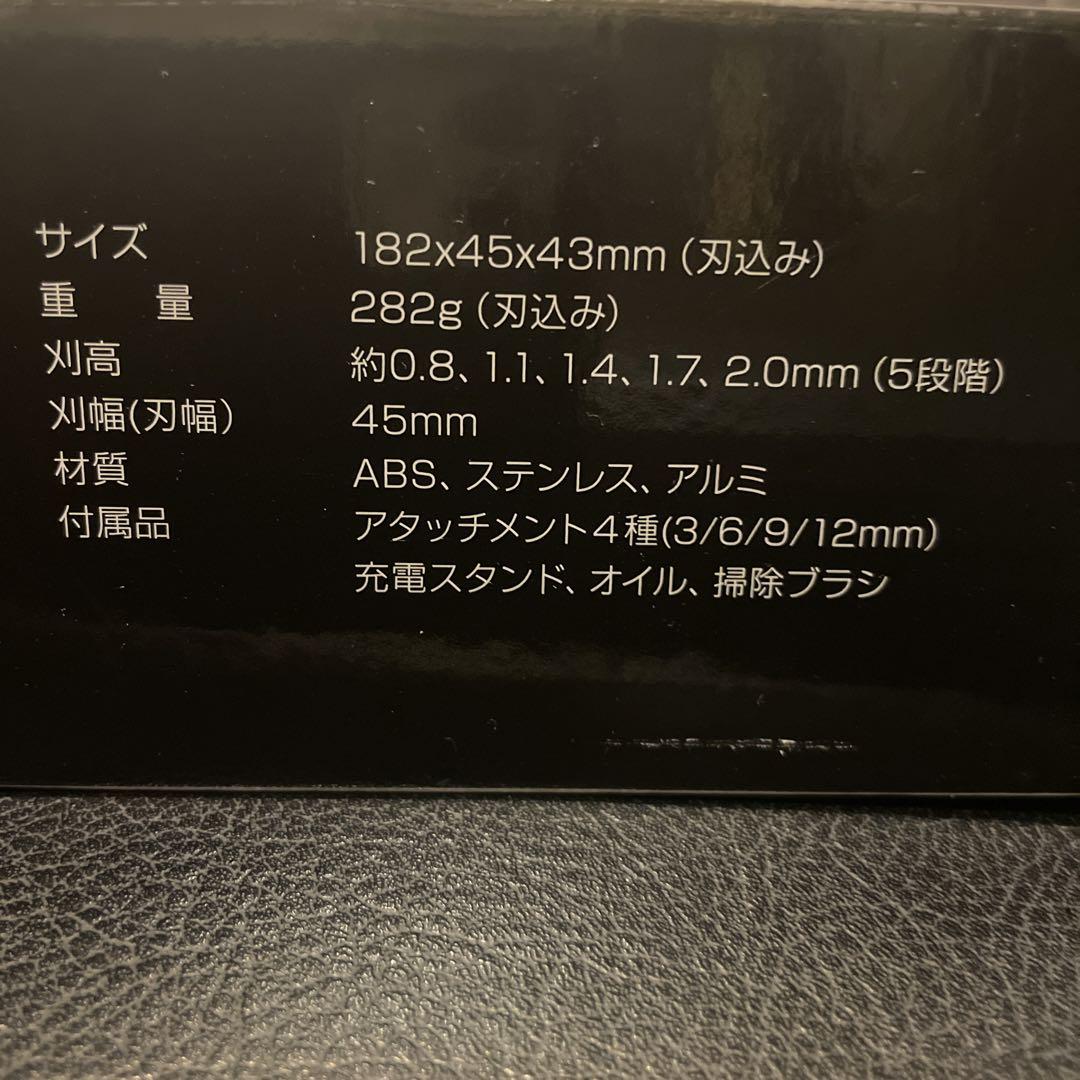 サイズ 182x45x43mm（刃込み）
重 量 282g（刃込み）
刈高 約0.8、1.1、1.4、1.7、2.0mm（5段階）
刈幅(刃幅) 45mm
材質 ABS、ステンレス、アルミ
付属品 アタッチメント4種(3/6/9/12mm)
充電スタンド、オイル、掃除ブラシ